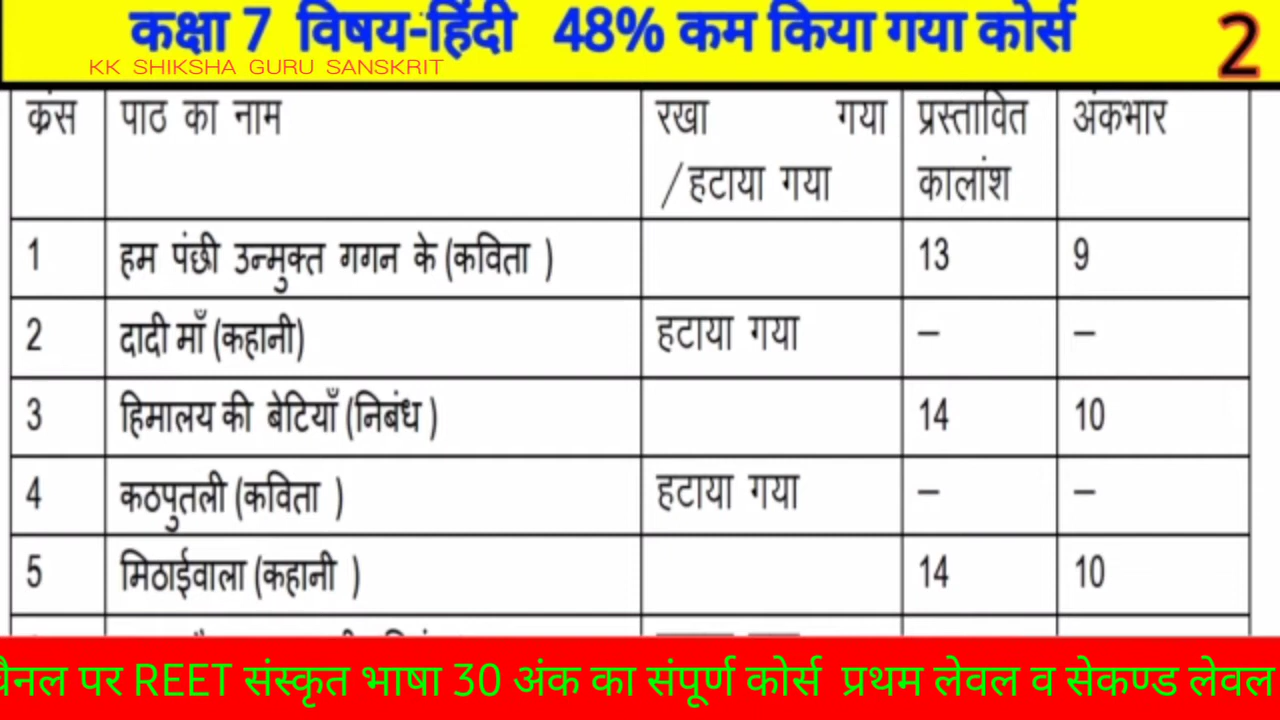 कक्षा 7 विषय-हिंदी 48% कम किया गया कोर्स 2
KK SHIKSHA GURU SANSKRIT
क्रंस पाठ का नाम रखा गया /हटाया गया प्रस्तावित कालांश अंकभार
1 हम पंछी उन्मुक्त गगन के (कविता ) 13 9
2 दादी माँ (कहानी) हटाया गया – –
3 हिमालय की बेटियाँ (निबंध ) 14 10
4 कठपुतली (कविता ) हटाया गया – –
5 मिठाईवाला (कहानी ) 14 10
पर REET संस्कृत भाषा 30 अंक का संपूर्ण कोर्स प्रथम लेवल व सेकण्ड लेवल